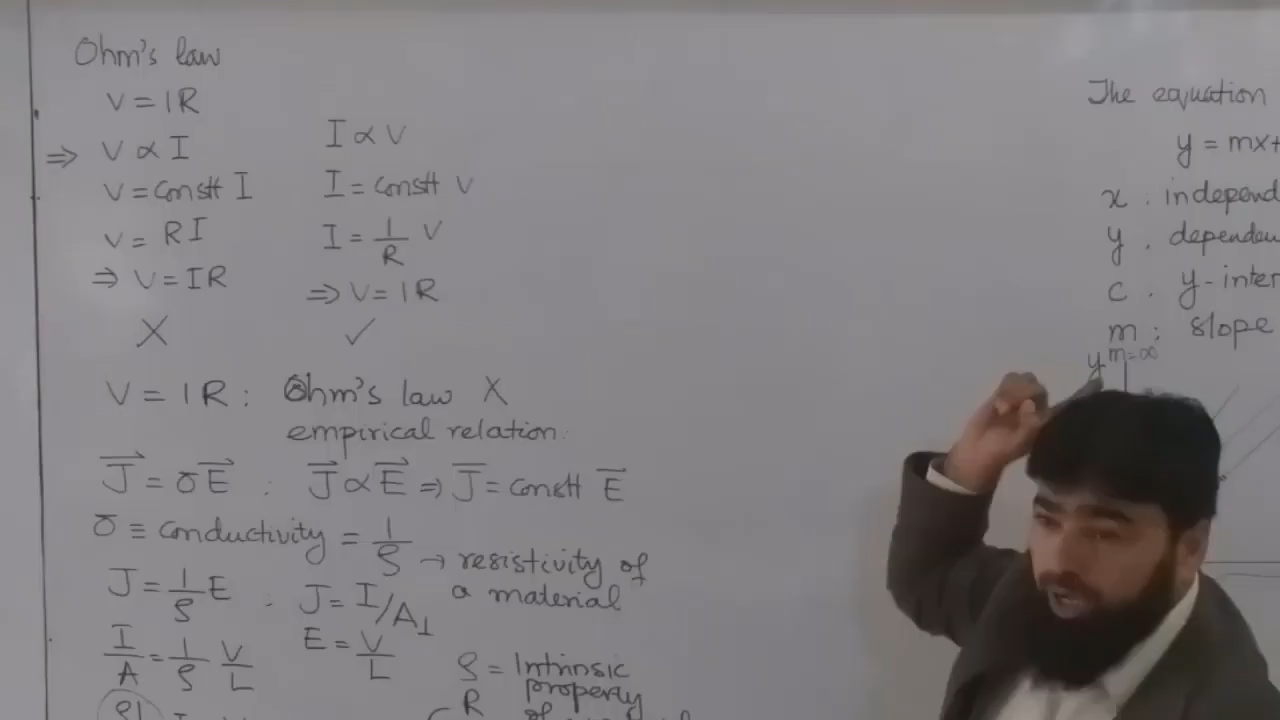 Ohm's law
V = IR
⇒ V ∝ I
V = Constt I
V = RI
⇒ V = IR
X
I ∝ V
I = Constt V
I = 1/R V
⇒ V = IR
✓
V = IR : Ohm's law X
empirical relation.
J⃗ = σE⃗ : J⃗ ∝ E⃗ ⇒ J⃗ = constt E⃗
σ ≡ conductivity = 1/ρ → resistivity of
a material
J = 1/ρ E : J = I/A⊥
I/A = 1/ρ V/L
E = V/L
ρ = Intrinsic
property
R
of
The equation
y = mx+
x : independ
y : depende
c : y-inter
m : slope
y m=∞